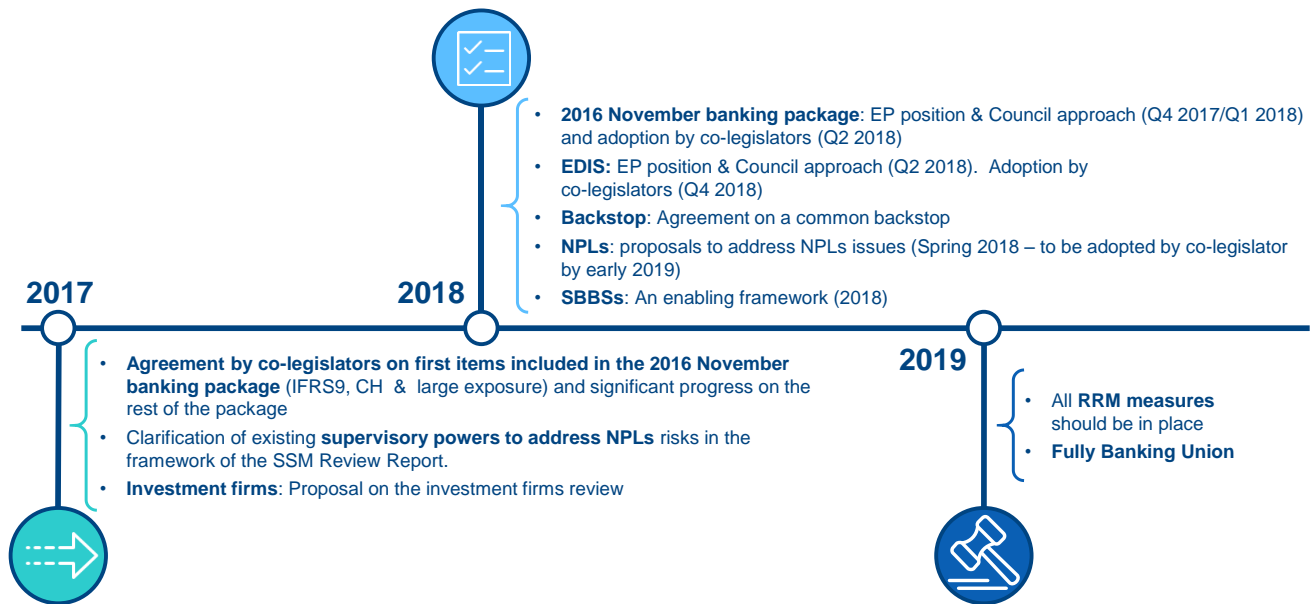 2017
• Agreement by co-legislators on first items included in the 2016 November
banking package (IFRS9, CH & large exposure) and significant progress on the
rest of the package
• Clarification of existing supervisory powers to address NPLs risks in the
framework of the SSM Review Report.
• Investment firms: Proposal on the investment firms review
2018
• 2016 November banking package: EP position & Council approach (Q4 2017/Q1 2018)
and adoption by co-legislators (Q2 2018)
• EDIS: EP position & Council approach (Q2 2018). Adoption by
co-legislators (Q4 2018)
• Backstop: Agreement on a common backstop
• NPLs: proposals to address NPLs issues (Spring 2018 – to be adopted by co-legislator
by early 2019)
• SBBSs: An enabling framework (2018)
2019
• All RRM measures
should be in place
• Fully Banking Union